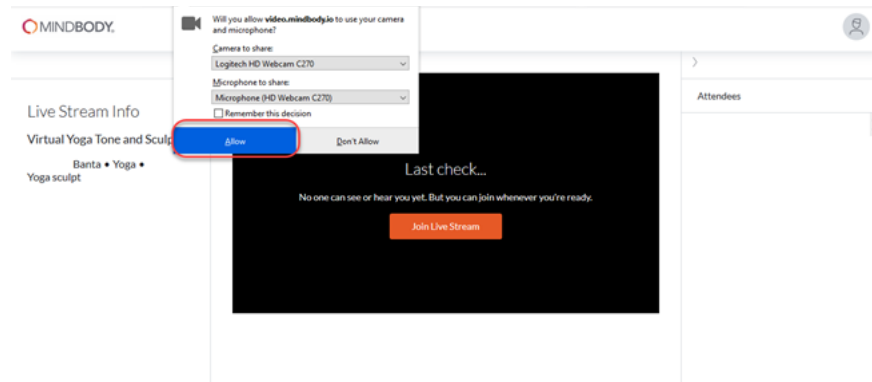 MINDBODY.
Will you allow video.mindbody.io to use your camera
and microphone?
Camera to share:
Logitech HD Webcam C270
Microphone to share:
Microphone (HD Webcam C270)
Remember this decision
Allow
Don't Allow
Live Stream Info
Virtual Yoga Tone and Sculp
Banta • Yoga •
Yoga sculpt
Last check...
No one can see or hear you yet. But you can join whenever you're ready.
Join Live Stream
Attendees